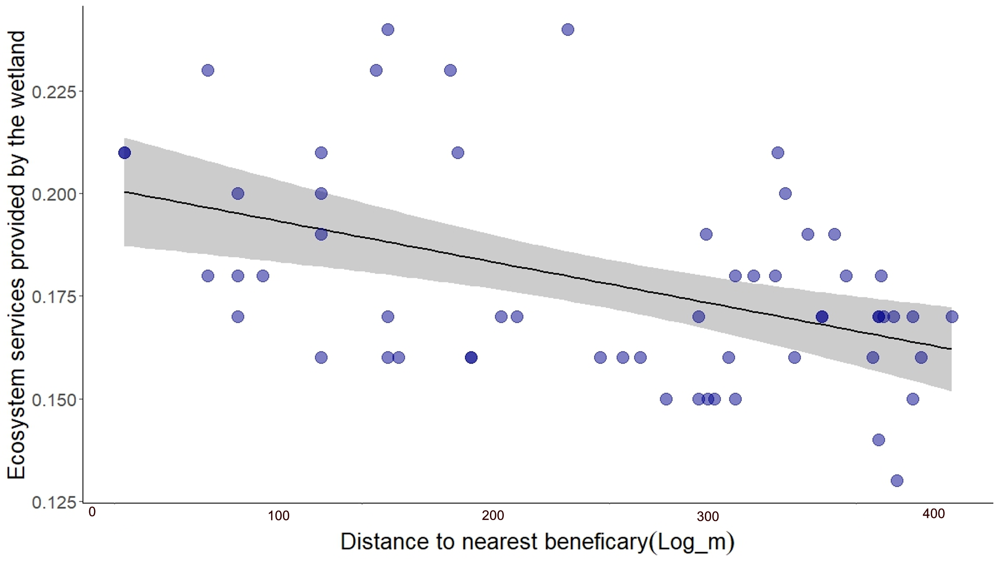 Ecosystem services provided by the wetland
0.225
0.200
0.175
0.150
0.125
0 100 200 300 400
Distance to nearest beneficary(Log_m)